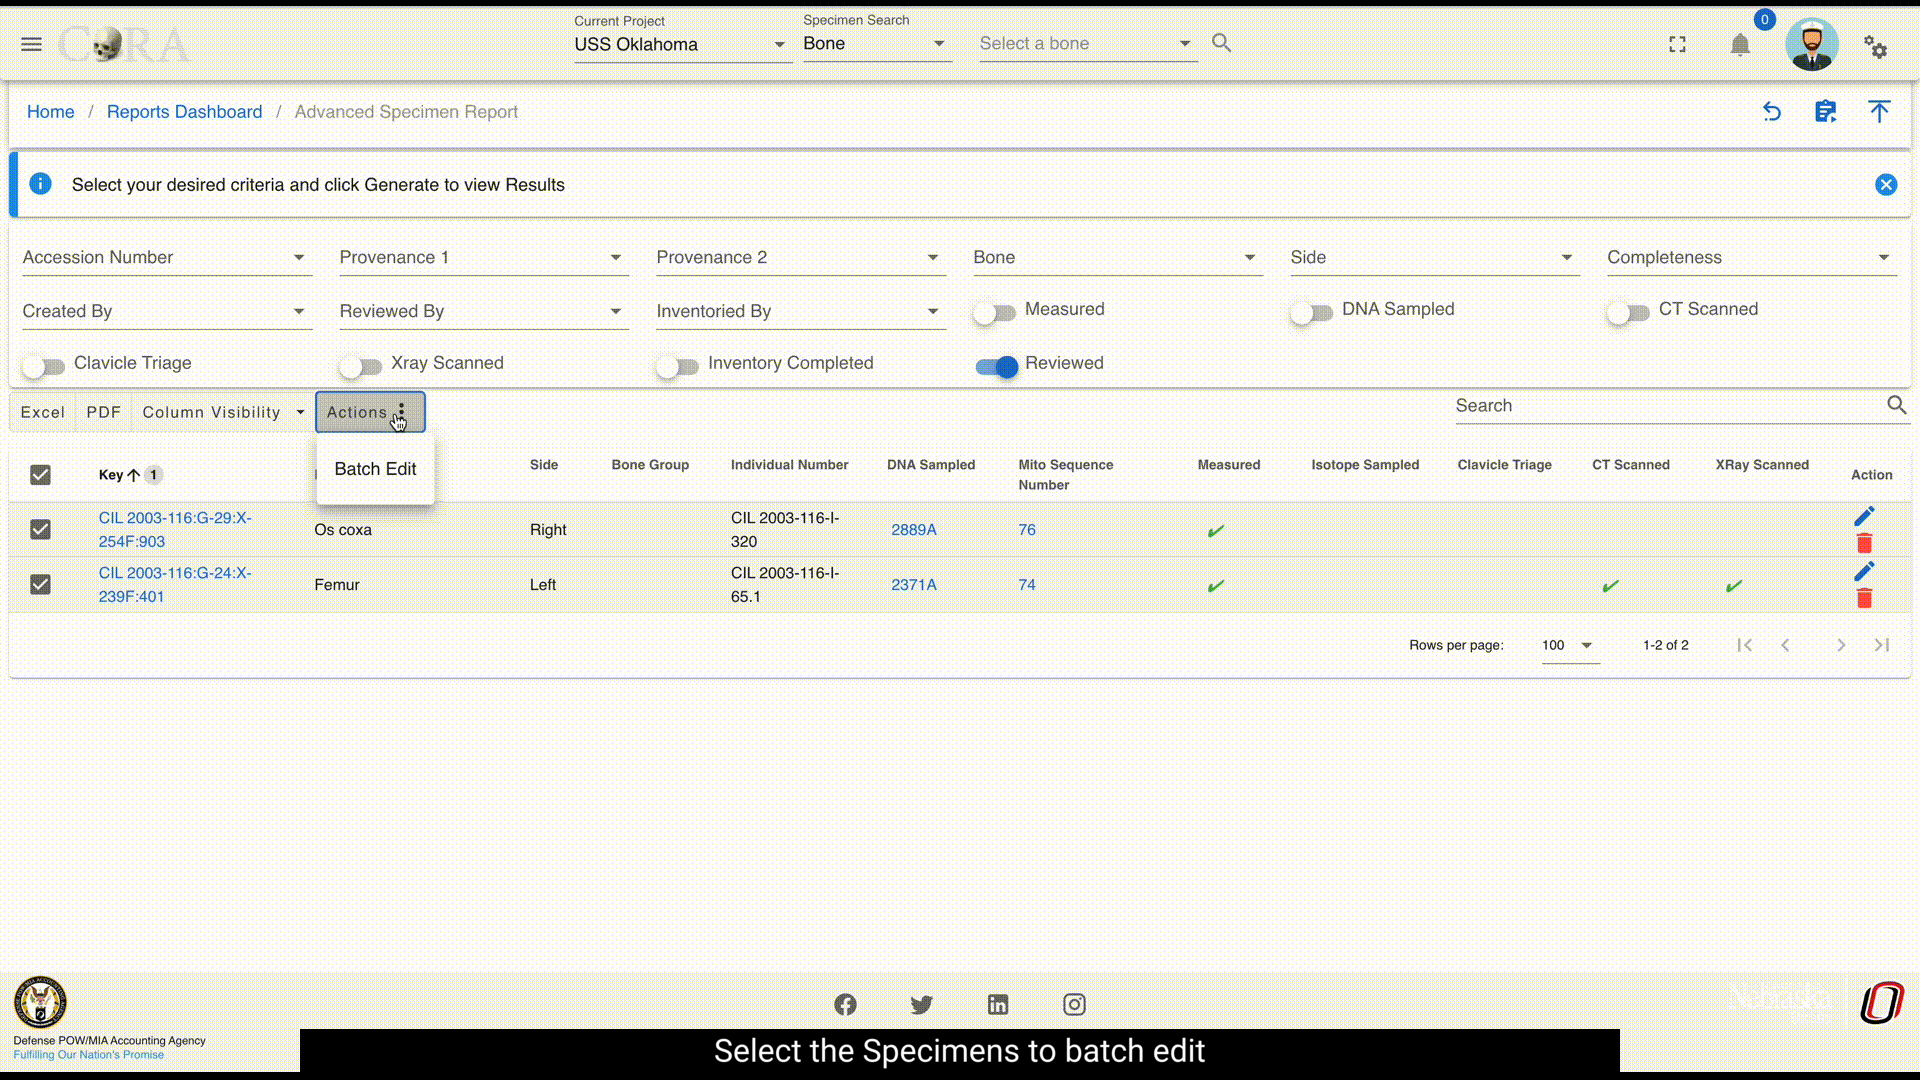 CORA
Current Project
USS Oklahoma
Specimen Search
Bone
Select a bone
0
Home / Reports Dashboard / Advanced Specimen Report
Select your desired criteria and click Generate to view Results
Accession Number
Provenance 1
Provenance 2
Bone
Side
Completeness
Created By
Reviewed By
Inventoried By
Measured
DNA Sampled
CT Scanned
Clavicle Triage
Xray Scanned
Inventory Completed
Reviewed
Excel
PDF
Column Visibility
Actions
Search
Batch Edit
Key 1
Side
Bone Group
Individual Number
DNA Sampled
Mito Sequence
Number
Measured
Isotope Sampled
Clavicle Triage
CT Scanned
XRay Scanned
Action
CIL 2003-116:G-29:X-
254F:903
Os coxa
Right
CIL 2003-116-I-
320
2889A
76
CIL 2003-116:G-24:X-
239F:401
Femur
Left
CIL 2003-116-I-
65.1
2371A
74
Rows per page:
100
1-2 of 2
Defense POW/MIA Accounting Agency
Fulfilling Our Nation's Promise
Nebraska
Select the Specimens to batch edit